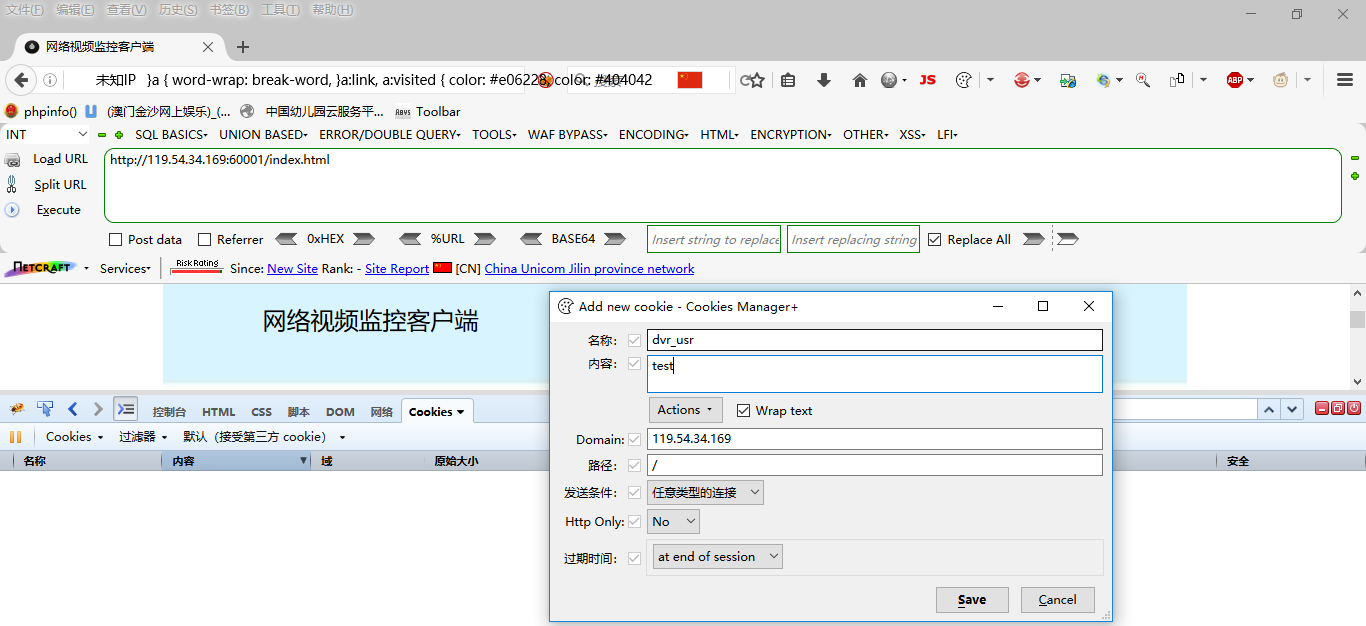 文件(F) 编辑(E) 查看(V) 历史(S) 书签(B) 工具(T) 帮助(H)
网络视频监控客户端
未知IP }a { word-wrap: break-word, }a:link, a:visited { color: #e06228, color: #404042
JS
ABP
phpinfo() (澳门金沙网上娱乐)_(... 中国幼儿园云服务平... Toolbar
INT SQL BASICS UNION BASED ERROR/DOUBLE QUERY TOOLS WAF BYPASS ENCODING HTML ENCRYPTION OTHER XSS LFI
Load URL
http://119.54.34.169:60001/index.html
Split URL
Execute
Post data Referrer 0xHEX %URL BASE64 Insert string to replace Insert replacing string Replace All
NETCRAFT Services Risk Rating Since: New Site Rank: - Site Report [CN] China Unicom Jilin province network
网络视频监控客户端
Add new cookie - Cookies Manager+
名称: dvr_usr
内容: test
Actions Wrap text
Domain: 119.54.34.169
路径: /
发送条件: 任意类型的连接
Http Only: No
过期时间: at end of session
Save Cancel
控制台 HTML CSS 脚本 DOM 网络 Cookies
Cookies 过滤器 默认（接受第三方 cookie）
名称 内容 域 原始大小 安全